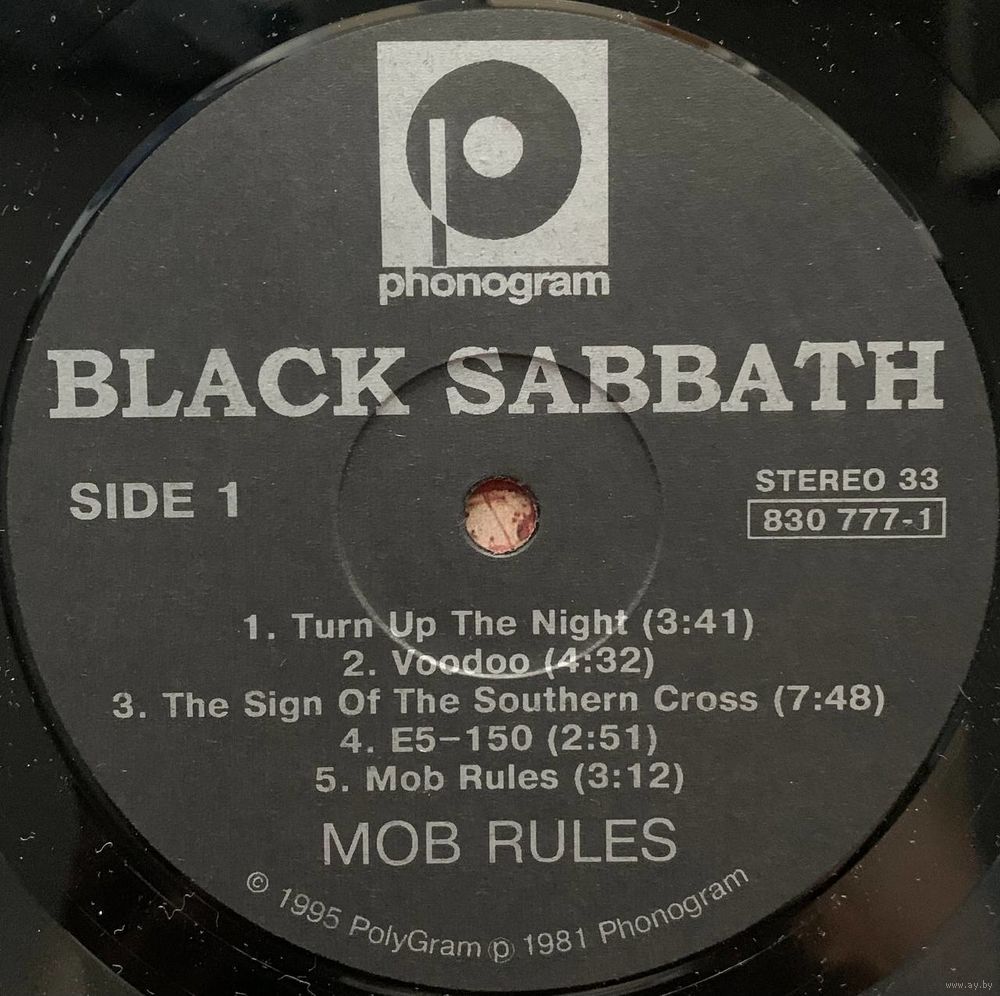 phonogram
BLACK SABBATH
SIDE 1
STEREO 33
830 777-1
1. Turn Up The Night (3:41)
2. Voodoo (4:32)
3. The Sign Of The Southern Cross (7:48)
4. E5-150 (2:51)
5. Mob Rules (3:12)
MOB RULES
© 1995 PolyGram ℗ 1981 Phonogram
www.ay.by